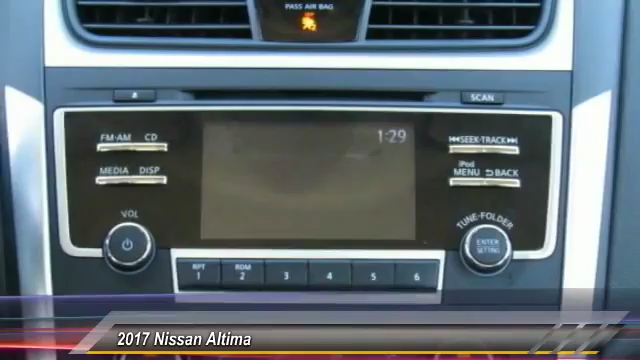 PASS AIR BAG
OFF
SCAN
1:29
FM·AM CD
SEEK·TRACK
MEDIA DISP
iPod
MENU BACK
VOL
TUNE·FOLDER
ENTER
SETTING
RPT RDM
1 2 3 4 5 6
2017 Nissan Altima